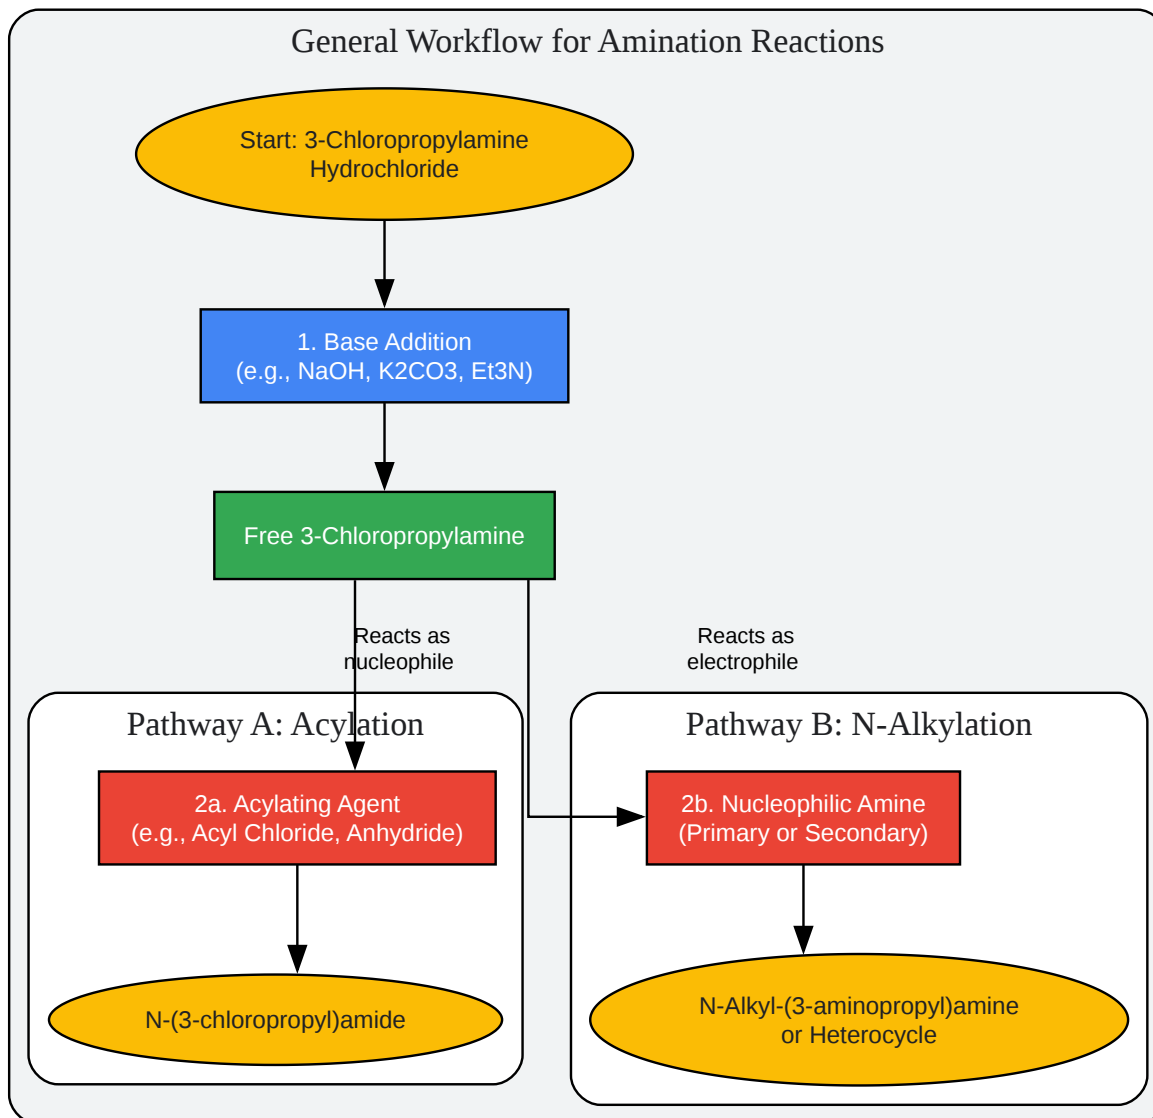 General Workflow for Amination Reactions
Start: 3-Chloropropylamine
Hydrochloride
1. Base Addition
(e.g., NaOH, K2CO3, Et3N)
Free 3-Chloropropylamine
Reacts as
nucleophile
Reacts as
electrophile
Pathway A: Acylation
2a. Acylating Agent
(e.g., Acyl Chloride, Anhydride)
N-(3-chloropropyl)amide
Pathway B: N-Alkylation
2b. Nucleophilic Amine
(Primary or Secondary)
N-Alkyl-(3-aminopropyl)amine
or Heterocycle